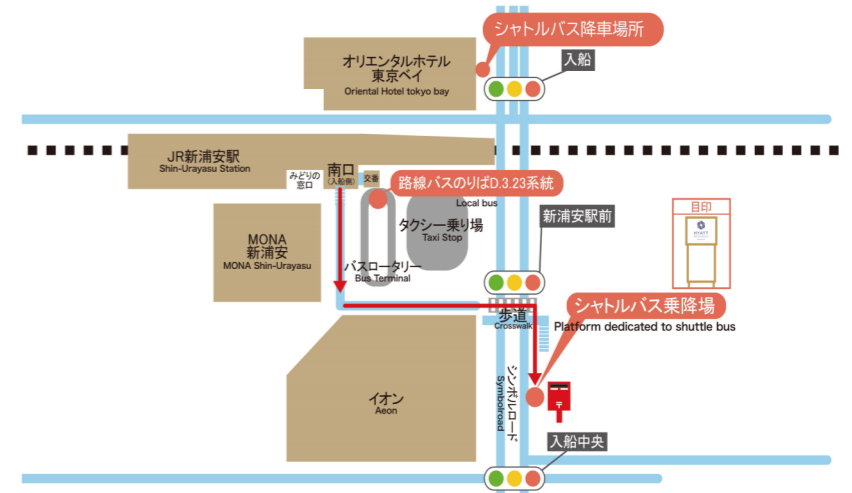 シャトルバス降車場所
オリエンタルホテル
東京ベイ
Oriental Hotel tokyo bay
入船
JR新浦安駅
Shin-Urayasu Station
みどりの
窓口
南口
(入船側)
交番
路線バスのりばD.3.23系統
Local bus
タクシー乗り場
Taxi Stop
新浦安駅前
目印
HYATT
MONA
新浦安
MONA Shin-Urayasu
バスロータリー
Bus Terminal
シャトルバス乗降場
Platform dedicated to shuttle bus
歩道
Crosswalk
シンボルロード
Symbolroad
イオン
Aeon
入船中央